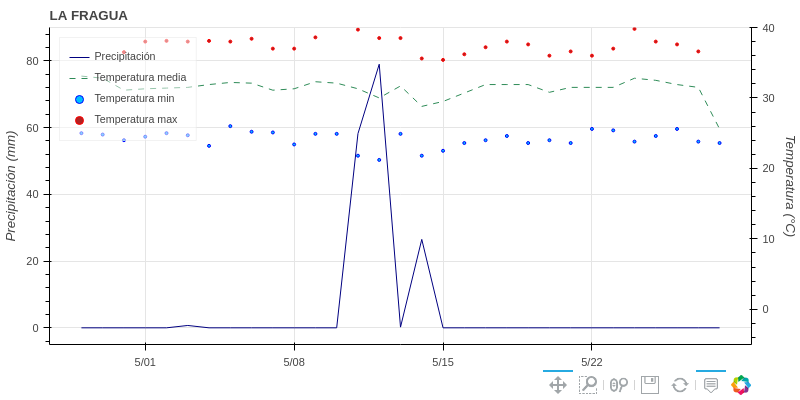 LA FRAGUA
Precipitación
Temperatura media
Temperatura min
Temperatura max
Precipitación (mm)
80
60
40
20
0
Temperatura (°C)
40
30
20
10
0
5/01
5/08
5/15
5/22